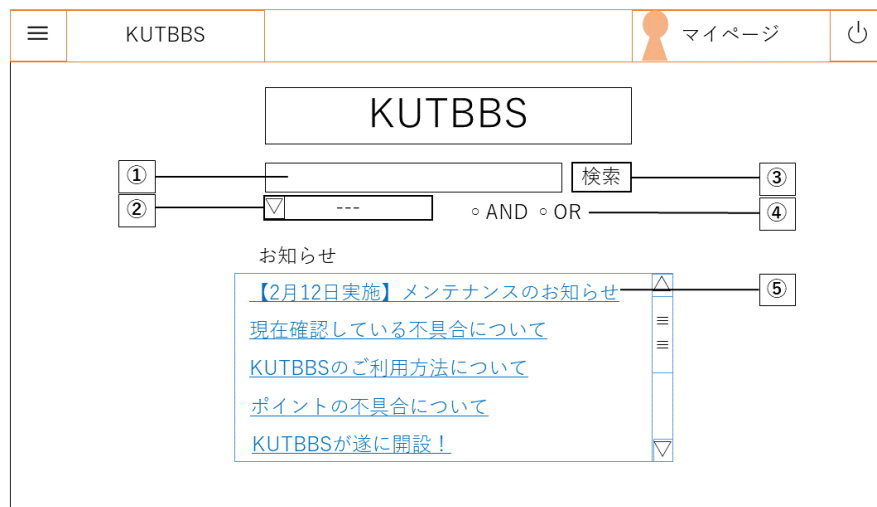 KUTBBS マイページ
KUTBBS
① 検索 ③
② --- AND OR ④
お知らせ
【2月12日実施】メンテナンスのお知らせ ⑤
現在確認している不具合について
KUTBBSのご利用方法について
ポイントの不具合について
KUTBBSが遂に開設！